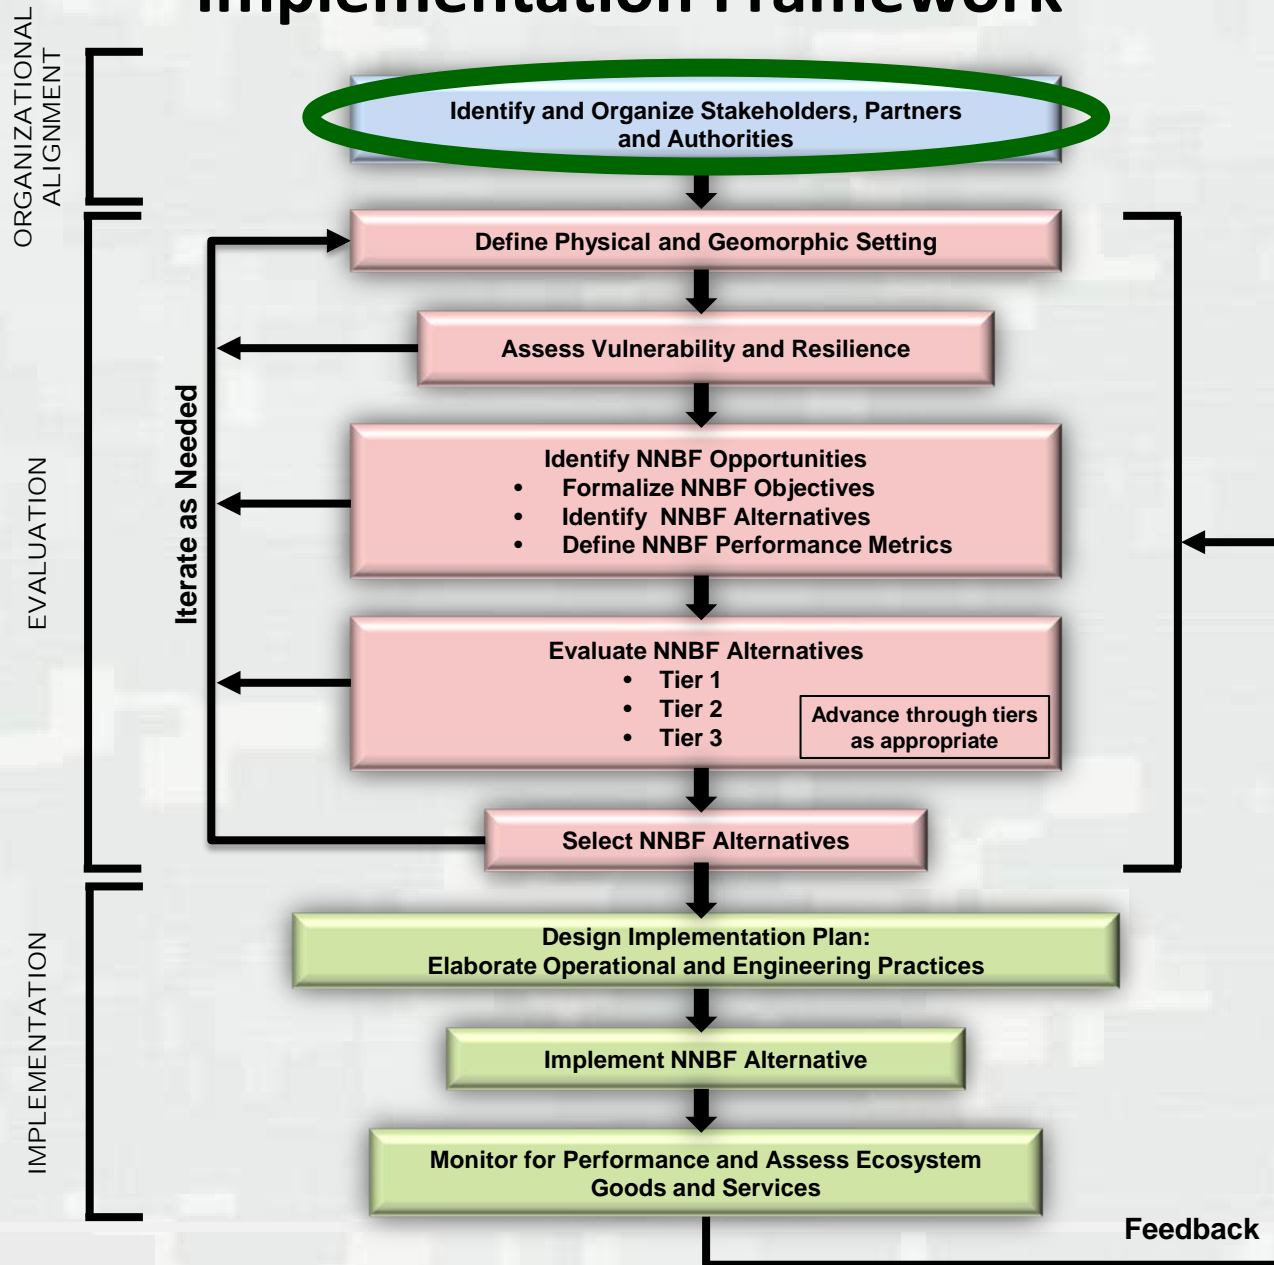 Implementation Framework
ORGANIZATIONAL
ALIGNMENT
Identify and Organize Stakeholders, Partners
and Authorities
EVALUATION
Iterate as Needed
Define Physical and Geomorphic Setting
Assess Vulnerability and Resilience
Identify NNBF Opportunities
• Formalize NNBF Objectives
• Identify NNBF Alternatives
• Define NNBF Performance Metrics
Evaluate NNBF Alternatives
• Tier 1
• Tier 2
• Tier 3
Advance through tiers
as appropriate
Select NNBF Alternatives
IMPLEMENTATION
Design Implementation Plan:
Elaborate Operational and Engineering Practices
Implement NNBF Alternative
Monitor for Performance and Assess Ecosystem
Goods and Services
Feedback